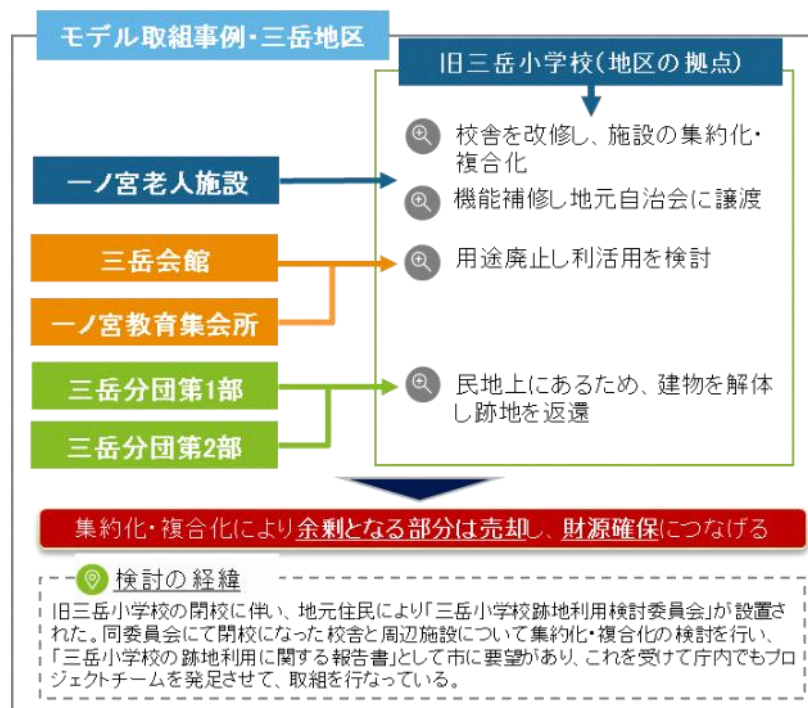 モデル取組事例・三岳地区
旧三岳小学校(地区の拠点)
校舎を改修し、施設の集約化・
複合化
一ノ宮老人施設
機能補修し地元自治会に譲渡
三岳会館
用途廃止し利活用を検討
一ノ宮教育集会所
三岳分団第1部
民地上にあるため、建物を解体
し跡地を返還
三岳分団第2部
集約化・複合化により余剰となる部分は売却し、財源確保につなげる
検討の経緯
旧三岳小学校の閉校に伴い、地元住民により「三岳小学校跡地利用検討委員会」が設置さ
れた。同委員会にて閉校になった校舎と周辺施設について集約化・複合化の検討を行い、
「三岳小学校の跡地利用に関する報告書」として市に要望があり、これを受けて庁内でもプロ
ジェクトチームを発足させて、取組を行なっている。